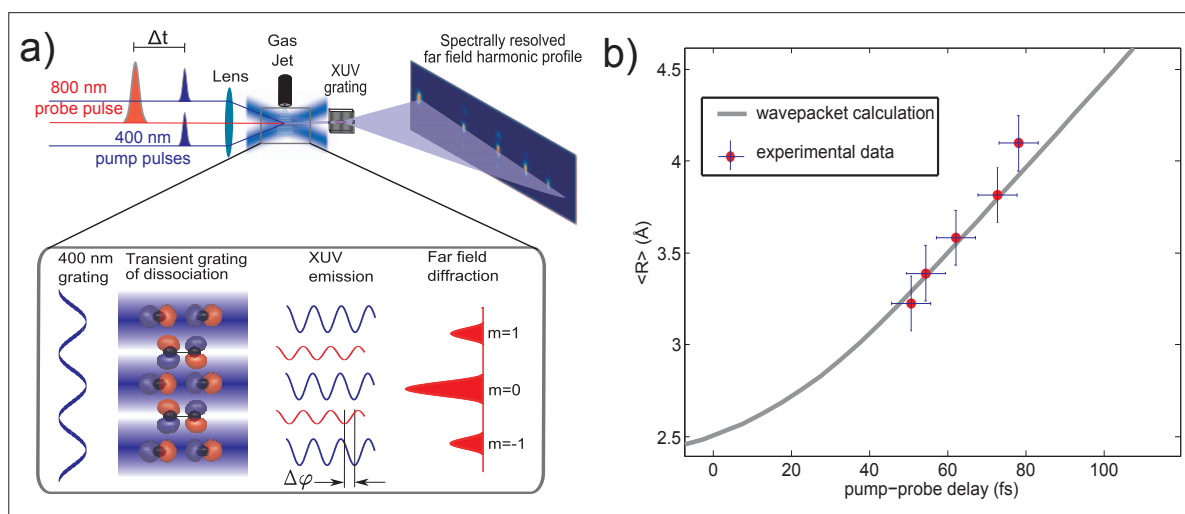 a)
Δt
Gas
Jet
Spectrally resolved
far field harmonic profile
Lens
XUV
grating
800 nm
probe pulse
400 nm
pump pulses
400 nm
grating
Transient grating
of dissociation
XUV
emission
Far field
diffraction
m=1
m=0
m=-1
Δφ
b)
4.5
4
3.5
3
2.5
<R> (Å)
wavepacket calculation
experimental data
0
20
40
60
80
100
pump-probe delay (fs)